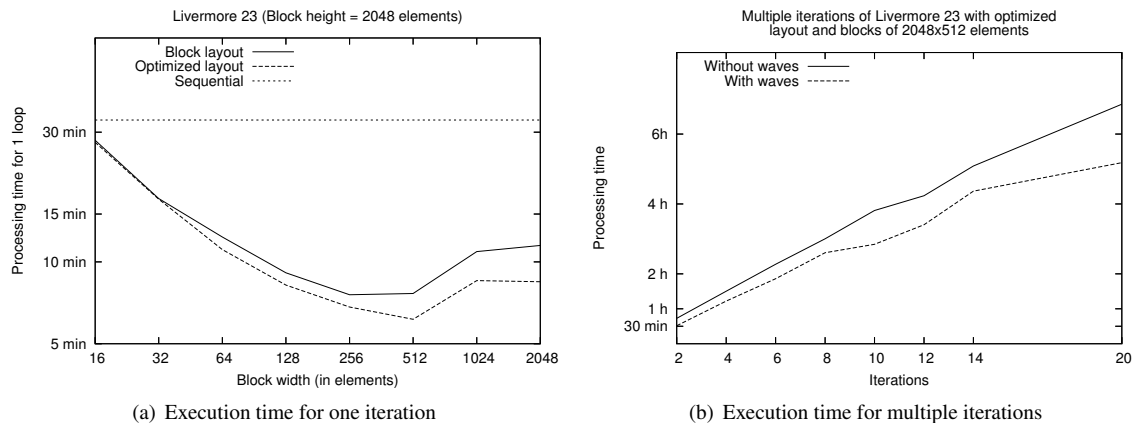 Livermore 23 (Block height = 2048 elements)
Block layout
Optimized layout
Sequential
Processing time for 1 loop
30 min
15 min
10 min
5 min
16 32 64 128 256 512 1024 2048
Block width (in elements)
(a) Execution time for one iteration
Multiple iterations of Livermore 23 with optimized
layout and blocks of 2048x512 elements
Without waves
With waves
Processing time
6h
4 h
2 h
1 h
30 min
2 4 6 8 10 12 14 20
Iterations
(b) Execution time for multiple iterations